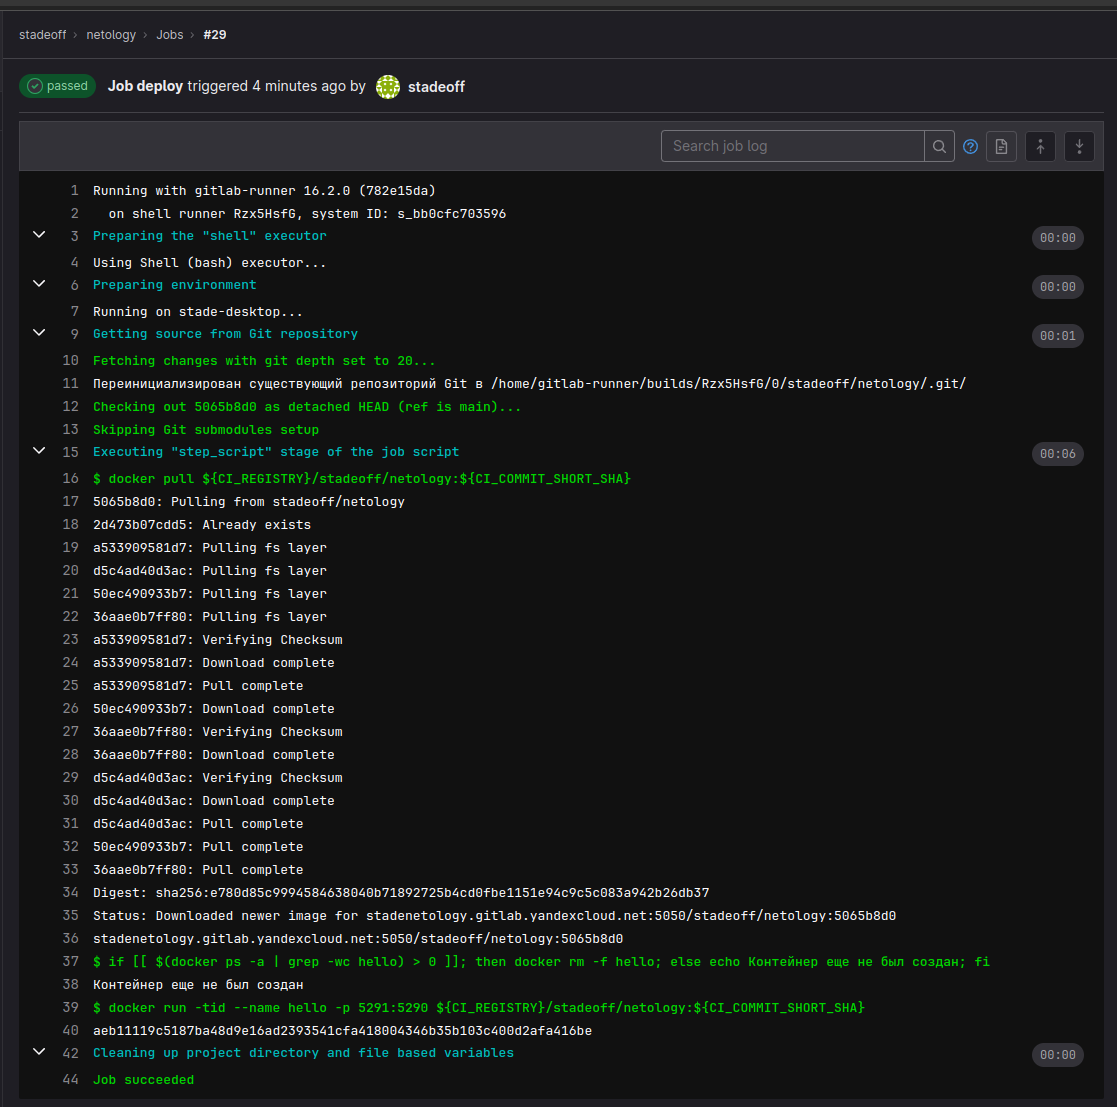 stadeoff › netology › Jobs › #29
passed Job deploy triggered 4 minutes ago by stadeoff
Search job log
1 Running with gitlab-runner 16.2.0 (782e15da)
2 on shell runner Rzx5HsfG, system ID: s_bb0cfc703596
3 Preparing the "shell" executor 00:00
4 Using Shell (bash) executor...
6 Preparing environment 00:00
7 Running on stade-desktop...
9 Getting source from Git repository 00:01
10 Fetching changes with git depth set to 20...
11 Переинициализирован существующий репозиторий Git в /home/gitlab-runner/builds/Rzx5HsfG/0/stadeoff/netology/.git/
12 Checking out 5065b8d0 as detached HEAD (ref is main)...
13 Skipping Git submodules setup
15 Executing "step_script" stage of the job script 00:06
16 $ docker pull ${CI_REGISTRY}/stadeoff/netology:${CI_COMMIT_SHORT_SHA}
17 5065b8d0: Pulling from stadeoff/netology
18 2d473b07cdd5: Already exists
19 a533909581d7: Pulling fs layer
20 d5c4ad40d3ac: Pulling fs layer
21 50ec490933b7: Pulling fs layer
22 36aae0b7ff80: Pulling fs layer
23 a533909581d7: Verifying Checksum
24 a533909581d7: Download complete
25 a533909581d7: Pull complete
26 50ec490933b7: Download complete
27 36aae0b7ff80: Verifying Checksum
28 36aae0b7ff80: Download complete
29 d5c4ad40d3ac: Verifying Checksum
30 d5c4ad40d3ac: Download complete
31 d5c4ad40d3ac: Pull complete
32 50ec490933b7: Pull complete
33 36aae0b7ff80: Pull complete
34 Digest: sha256:e780d85c9994584638040b71892725b4cd0fbe1151e94c9c5c083a942b26db37
35 Status: Downloaded newer image for stadenetology.gitlab.yandexcloud.net:5050/stadeoff/netology:5065b8d0
36 stadenetology.gitlab.yandexcloud.net:5050/stadeoff/netology:5065b8d0
37 $ if [[ $(docker ps -a | grep -wc hello) > 0 ]]; then docker rm -f hello; else echo Контейнер еще не был создан; fi
38 Контейнер еще не был создан
39 $ docker run -tid --name hello -p 5291:5290 ${CI_REGISTRY}/stadeoff/netology:${CI_COMMIT_SHORT_SHA}
40 aeb11119c5187ba48d9e16ad2393541cfa418004346b35b103c400d2afa416be
42 Cleaning up project directory and file based variables 00:00
44 Job succeeded